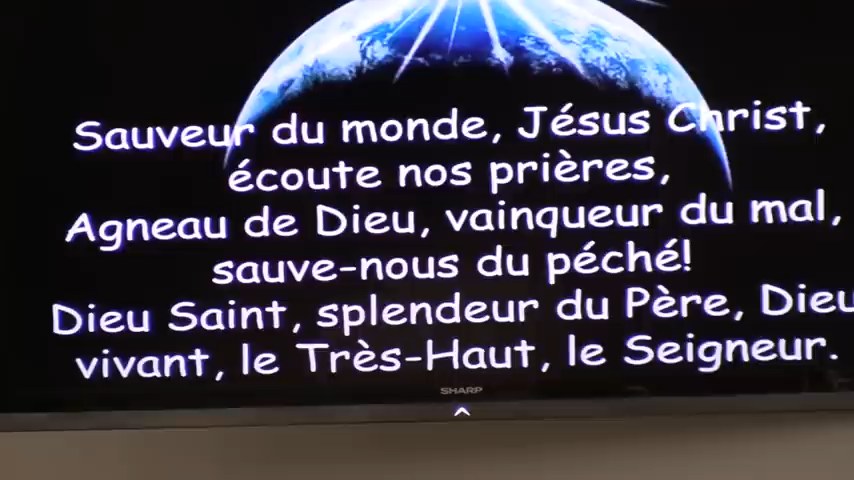 Sauveur du monde, Jésus Christ,
écoute nos prières,
Agneau de Dieu, vainqueur du mal,
sauve-nous du péché!
Dieu Saint, splendeur du Père, Dieu
vivant, le Très-Haut, le Seigneur.
SHARP